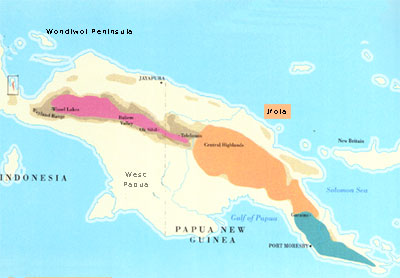 Wondiwoi Peninsula
JAYAPURA
Wissel Lakes
Baliem
Valley
Ok Sibil
Telefomin
Ifola
Central Highlands
New Britain
INDONESIA
West
Papua
Solomon Sea
Gulf of Papua
PAPUA NEW
GUINEA
PORT MORESBY